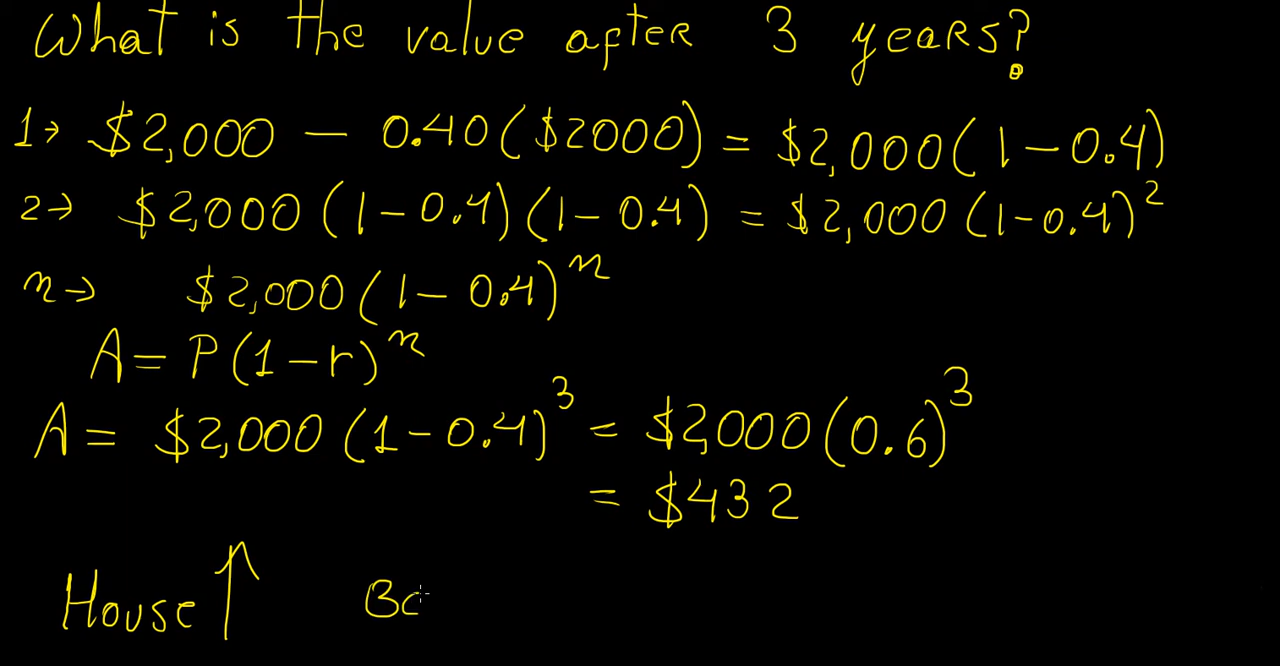 What is the value after 3 years?
1→ $2,000 − 0.40($2000) = $2,000(1−0.4)
2→ $2,000(1−0.4)(1−0.4) = $2,000(1−0.4)²
n→ $2,000(1−0.4)ⁿ
A = P(1−r)ⁿ
A = $2,000(1−0.4)³ = $2,000(0.6)³
= $432
House ↑